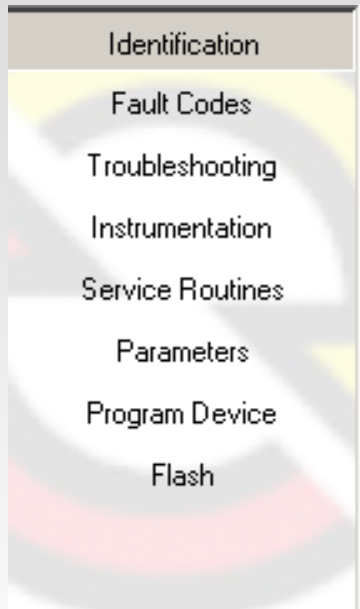 Identification
Fault Codes
Troubleshooting
Instrumentation
Service Routines
Parameters
Program Device
Flash